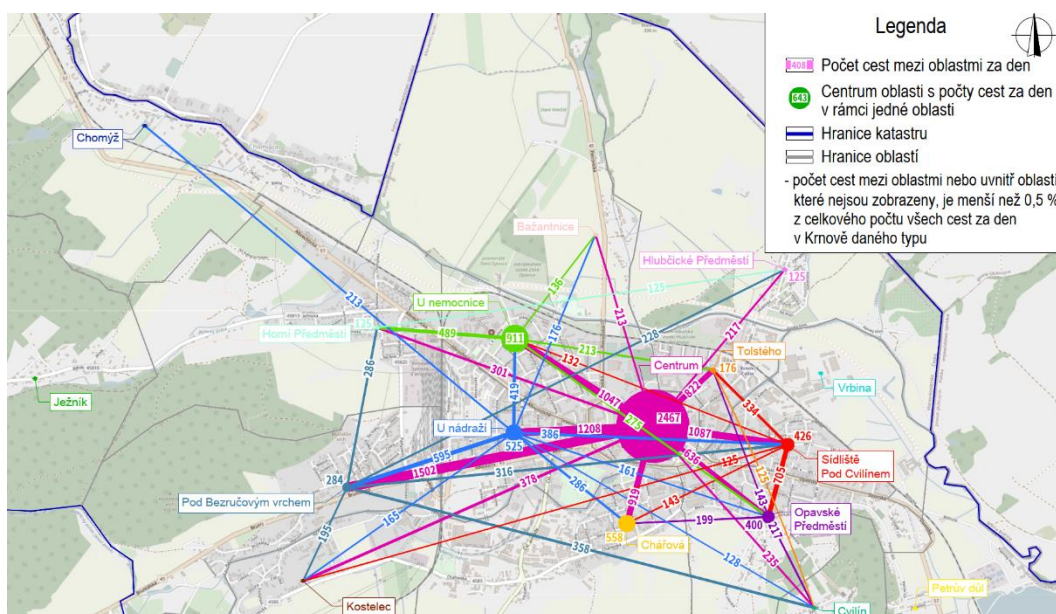 Legenda
408 Počet cest mezi oblastmi za den
643 Centrum oblasti s počty cest za den
v rámci jedné oblasti
Hranice katastru
Hranice oblastí
- počet cest mezi oblastmi nebo uvnitř oblastí
které nejsou zobrazeny, je menší než 0,5 %
z celkového počtu všech cest za den
v Krnově daného typu
Chomýž
Bažantnice
Hlubčické Předměstí
125
213
136
125
176
213
228
217
U nemocnice
Horní Předměstí
125
489
911
213
132
Centrum
Tolstého
176
Vrbina
Ježník
286
301
419
1047
275
822
334
2467
U nádraží
525
1208
386
1087
426
Sídliště
Pod Cvilínem
595
1502
316
636
161
125
125
705
284
Pod Bezručovým vrchem
378
286
919
143
143
Opavské
Předměstí
400
217
195
165
199
558
Chářová
358
128
235
Kostelec
Cvilín
Petrův důl